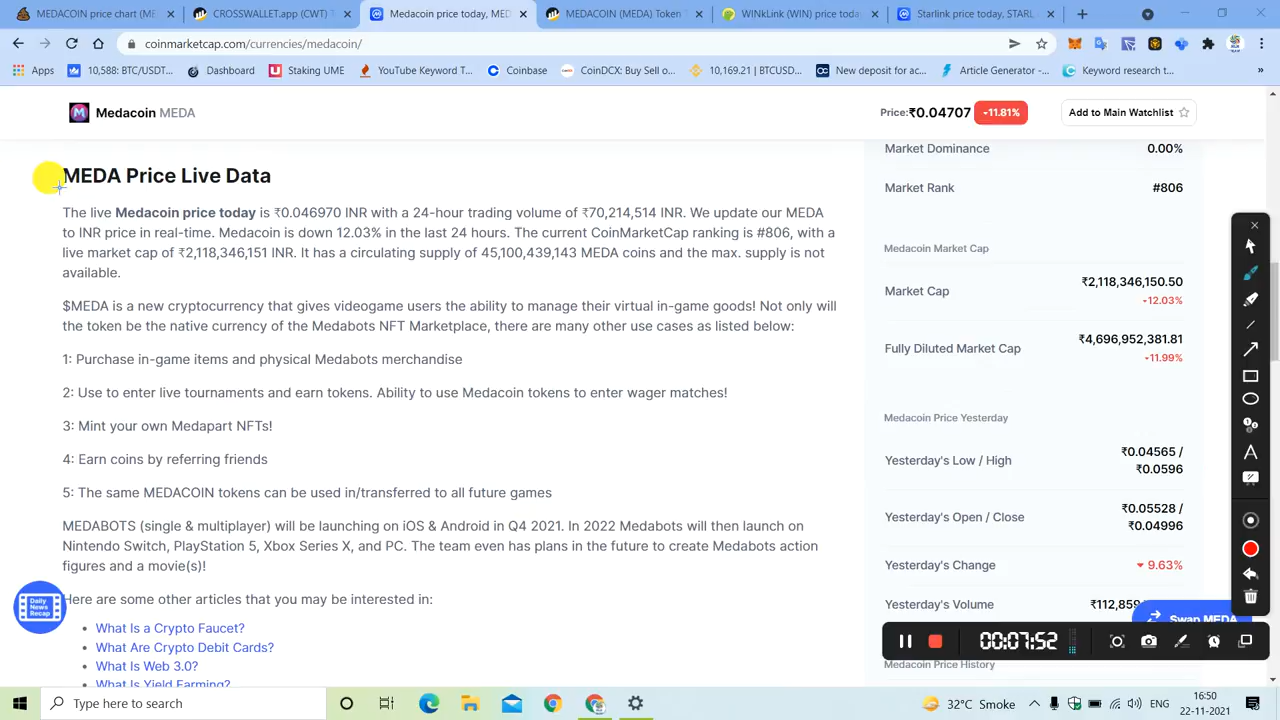 My co...
Medacoin price today, MED
MEDACOIN (MEDA) Token
WIN/MEDACOIN (WIN) today
Starlink price today, STARL
coinmarketcap.com/currencies/medacoin/
Apps
10,588: BTC/USDT...
Dashboard
Staking UME
YouTube Keyword T...
Coinbase
CoinDCX: Buy Sell o...
10,169.21 | BTCUSD...
New deposit for ac...
Article Generator -...
Keyword research t...
»
Medacoin MEDA
Price:₹0.04707
-11.81%
Add to Main Watchlist
MEDA Price Live Data
The live Medacoin price today is ₹0.046970 INR with a 24-hour trading volume of ₹70,214,514 INR. We update our MEDA
to INR price in real-time. Medacoin is down 12.03% in the last 24 hours. The current CoinMarketCap ranking is #806, with a
live market cap of ₹2,118,346,151 INR. It has a circulating supply of 45,100,439,143 MEDA coins and the max. supply is not
available.
$MEDA is a new cryptocurrency that gives videogame users the ability to manage their virtual in-game goods! Not only will
the token be the native currency of the Medabots NFT Marketplace, there are many other use cases as listed below:
1: Purchase in-game items and physical Medabots merchandise
2: Use to enter live tournaments and earn tokens. Ability to use Medacoin tokens to enter wager matches!
3: Mint your own Medapart NFTs!
4: Earn coins by referring friends
5: The same MEDACOIN tokens can be used in/transferred to all future games
MEDABOTS (single & multiplayer) will be launching on iOS & Android in Q4 2021. In 2022 Medabots will then launch on
Nintendo Switch, PlayStation 5, Xbox Series X, and PC. The team even has plans in the future to create Medabots action
figures and a movie(s)!
Here are some other articles that you may be interested in:
What Is a Crypto Faucet?
What Are Crypto Debit Cards?
What Is Web 3.0?
What Is Yield Farming?
Daily
News
Recap
Market Dominance
0.00%
Market Rank
#806
Medacoin Market Cap
Market Cap
₹2,118,346,150.50
12.03%
Fully Diluted Market Cap
₹4,696,952,381.81
11.99%
Medacoin Price Yesterday
Yesterday's Low / High
₹0.04565 /
₹0.0596
Yesterday's Open / Close
₹0.05528 /
₹0.04996
Yesterday's Change
9.63%
Yesterday's Volume
₹112,859
Swap MEDA
Medacoin Price History
00:07:52
Type here to search
32°C Smoke
ENG
16:50
22-11-2021